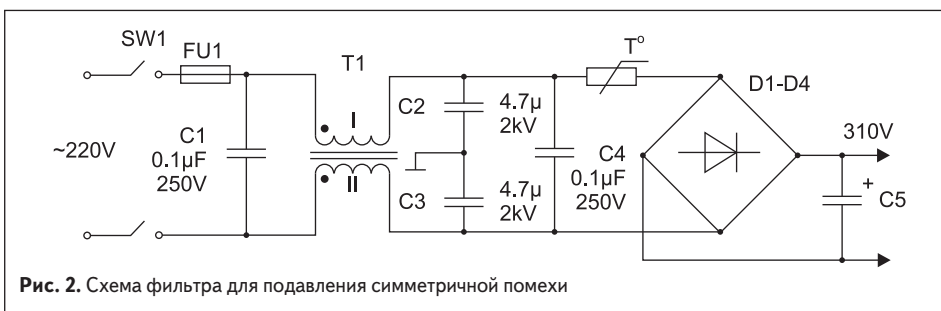 SW1
FU1
T1
T°
D1-D4
C1
0.1µF
250V
~220V
I
II
C2
4.7µ
2kV
C3
4.7µ
2kV
C4
0.1µF
250V
310V
+
C5
Рис. 2. Схема фильтра для подавления симметричной помехи